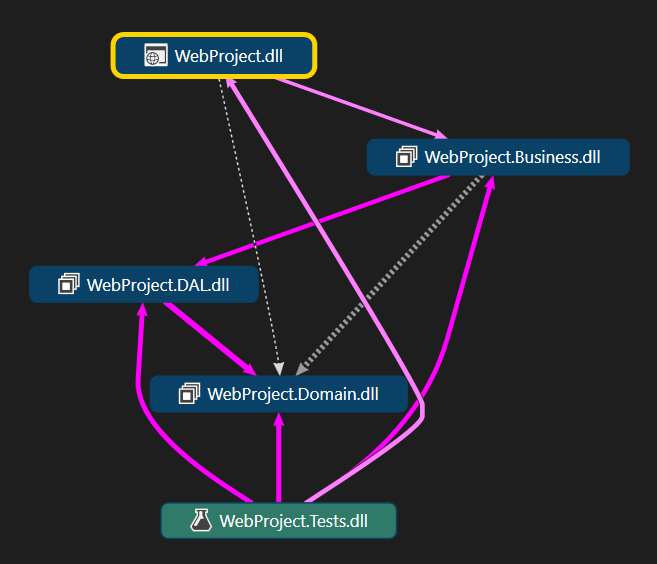 WebProject.dll
WebProject.Business.dll
WebProject.DAL.dll
WebProject.Domain.dll
WebProject.Tests.dll